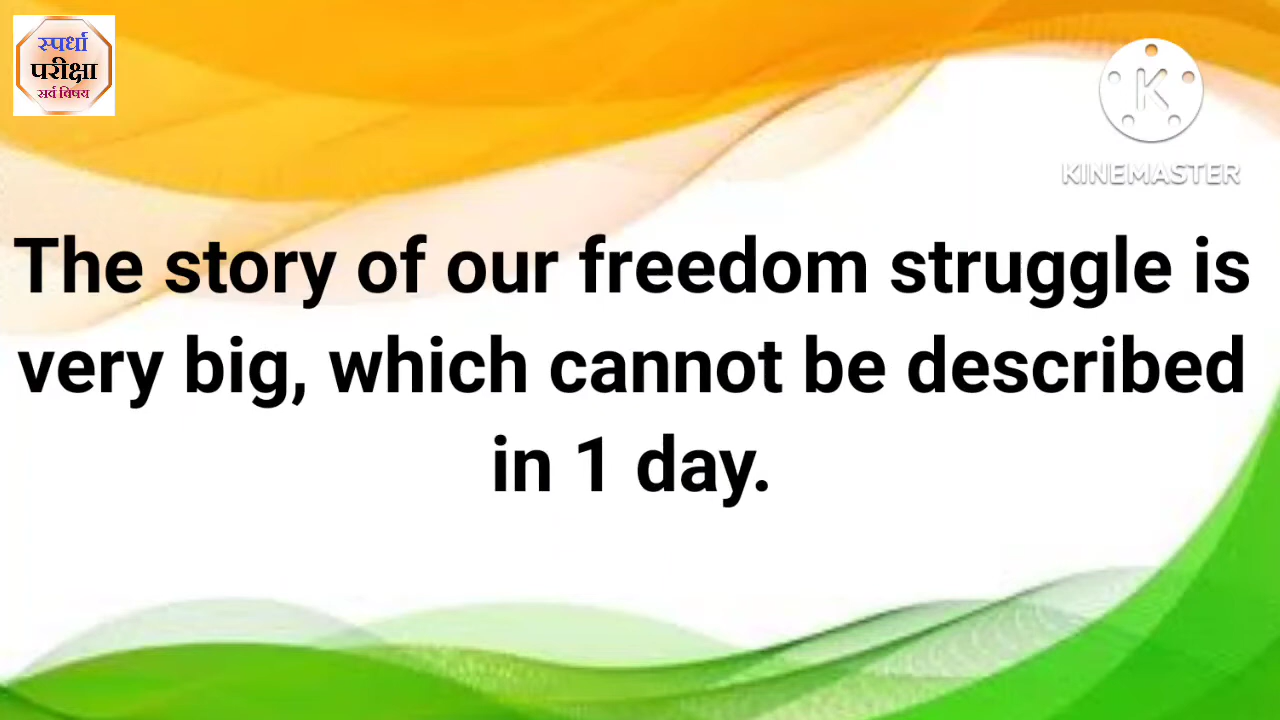 स्पर्धा
परीक्षा
सर्व विषय
K
KINEMASTER
The story of our freedom struggle is
very big, which cannot be described
in 1 day.